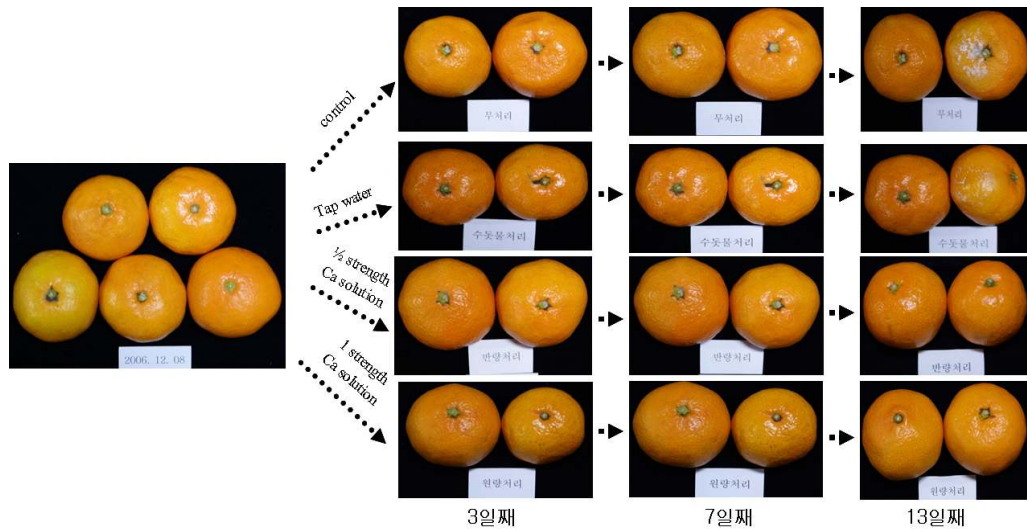 control
무처리
무처리
무처리
Tap water
수돗물처리
수돗물처리
수돗물처리
½ strength
Ca solution
반량처리
반량처리
반량처리
2006. 12. 08
1 strength
Ca solution
원량처리
원량처리
원량처리
3일째
7일째
13일째